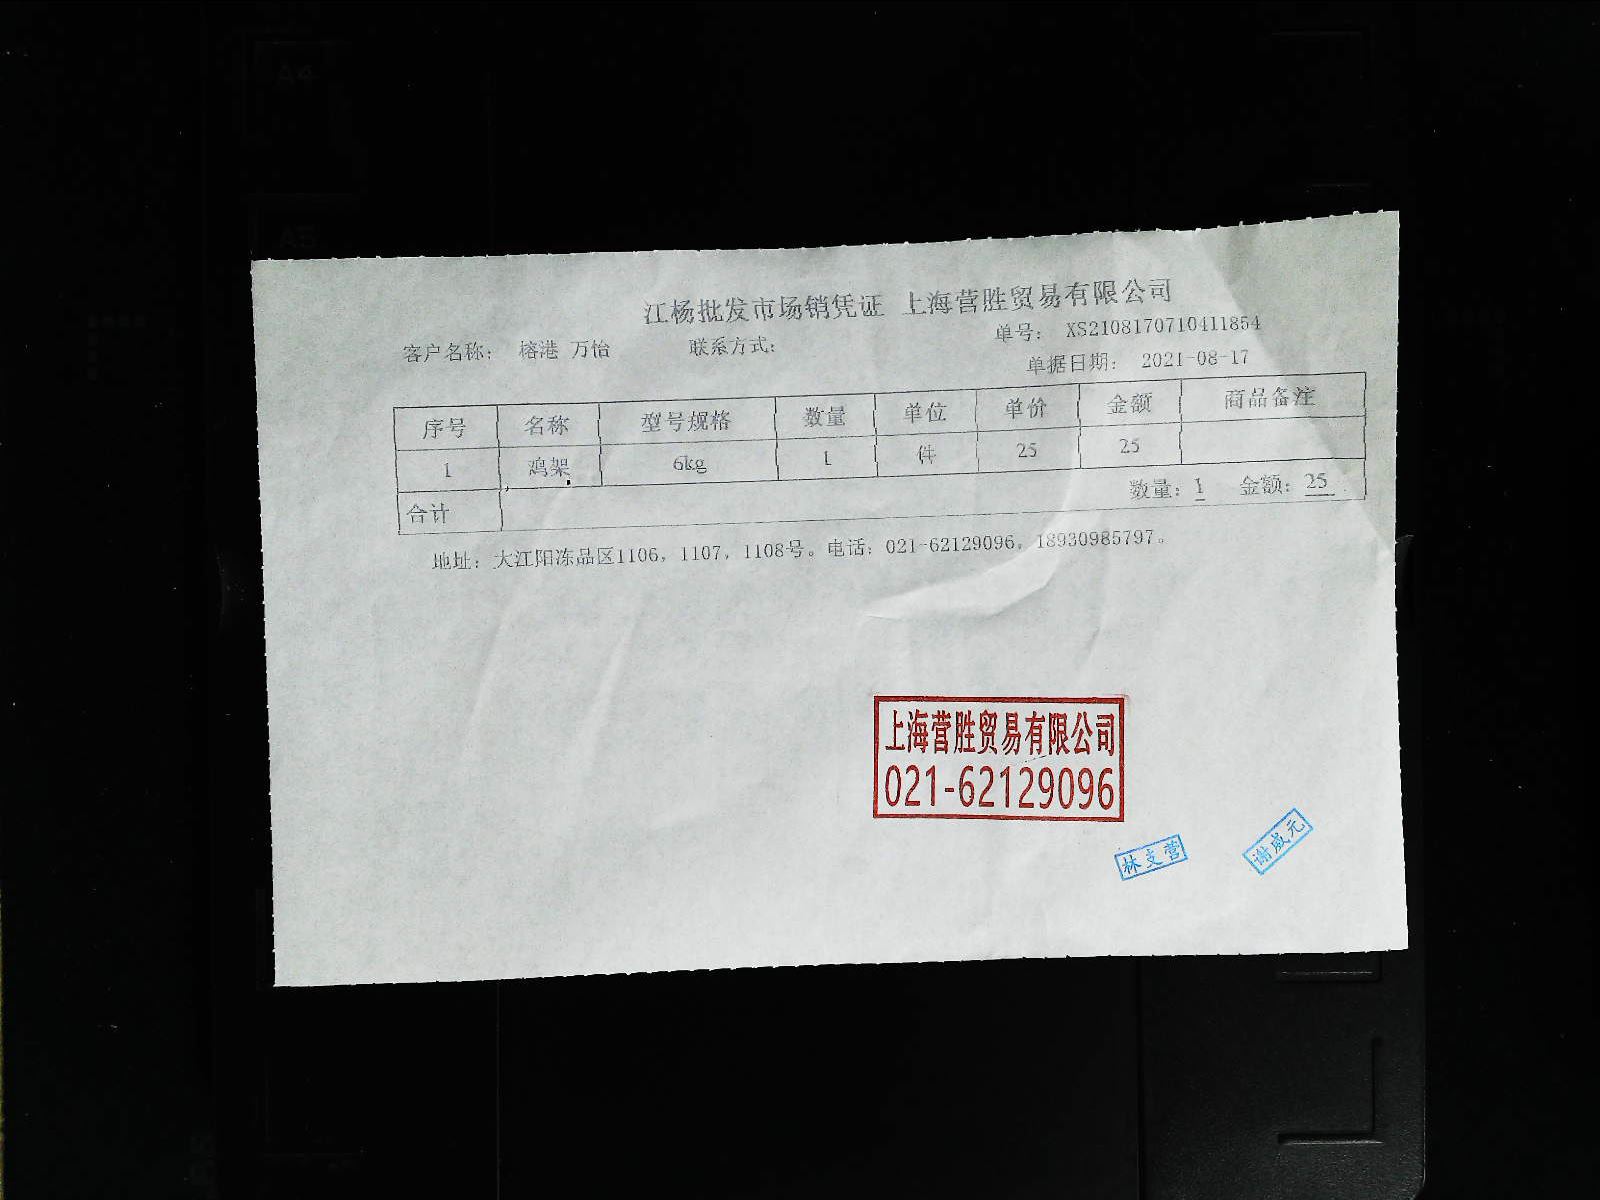 江杨批发市场销凭证 上海营胜贸易有限公司
单号： XS2108170710411854
客户名称： 榕港 万怡 联系方式：
单据日期： 2021-08-17
序号 名称 型号规格 数量 单位 单价 金额 商品备注
1 鸡架 6kg 1 件 25 25
合计 数量：1 金额：25
地址：大江阳冻品区1106，1107，1108号。电话：021-62129096，18930985797。
上海营胜贸易有限公司
021-62129096
林支营
谢威元
A4
A5